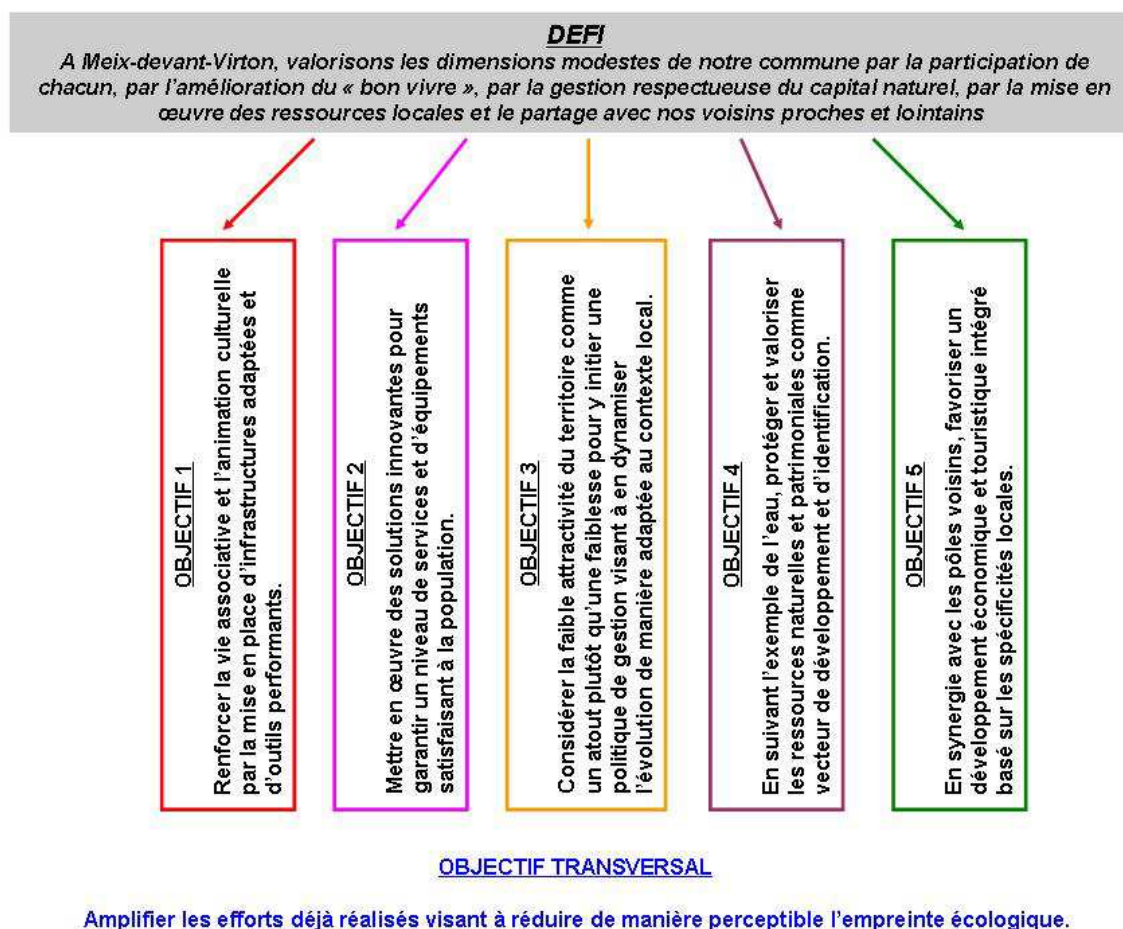 DEFI
A Meix-devant-Virton, valorisons les dimensions modestes de notre commune par la participation de
chacun, par l'amélioration du « bon vivre », par la gestion respectueuse du capital naturel, par la mise en
œuvre des ressources locales et le partage avec nos voisins proches et lointains
OBJECTIF 1
Renforcer la vie associative et l'animation culturelle
par la mise en place d'infrastructures adaptées et
d'outils performants.
OBJECTIF 2
Mettre en œuvre des solutions innovantes pour
garantir un niveau de services et d'équipements
satisfaisant à la population.
OBJECTIF 3
Considérer la faible attractivité du territoire comme
un atout plutôt qu'une faiblesse pour y initier une
politique de gestion visant à en dynamiser
l'évolution de manière adaptée au contexte local.
OBJECTIF 4
En suivant l'exemple de l'eau, protéger et valoriser
les ressources naturelles et patrimoniales comme
vecteur de développement et d'identification.
OBJECTIF 5
En synergie avec les pôles voisins, favoriser un
développement économique et touristique intégré
basé sur les spécificités locales.
OBJECTIF TRANSVERSAL
Amplifier les efforts déjà réalisés visant à réduire de manière perceptible l'empreinte écologique.